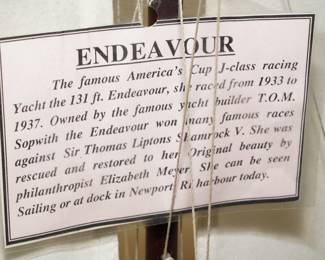 ENDEAVOUR
The famous America's Cup J-class racing
Yacht the 131 ft. Endeavour, she raced from 1933 to
1937. Owned by the famous yacht builder T.O.M.
Sopwith the Endeavour won many famous races
against Sir Thomas Liptons Shamrock V. She was
rescued and restored to her Original beauty by
philanthropist Elizabeth Meyer. She can be seen
Sailing or at dock in Newport RI harbour today.